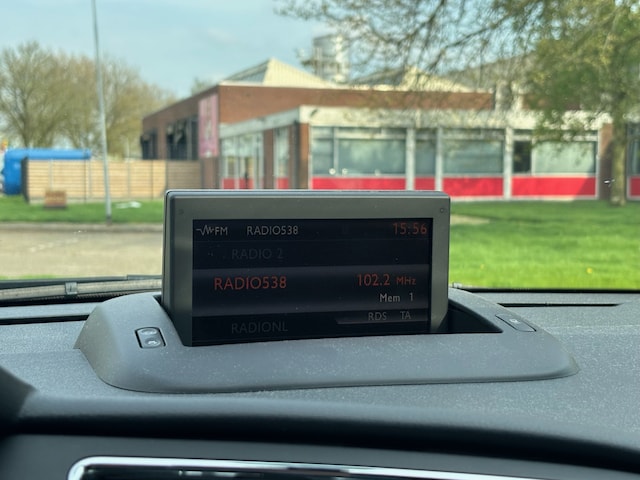 FM RADIO538 15:56
RADIO 2
RADIO538 102.2 MHz
Mem 1
RDS TA
RADIONL